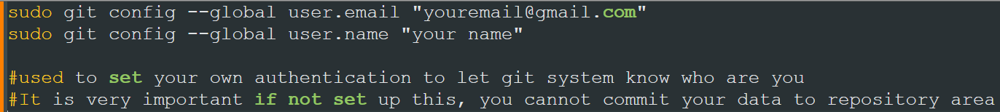 sudo git config --global user.email "youremail@gmail.com"
sudo git config --global user.name "your name"
#used to set your own authentication to let git system know who are you
#It is very important if not set up this, you cannot commit your data to repository area